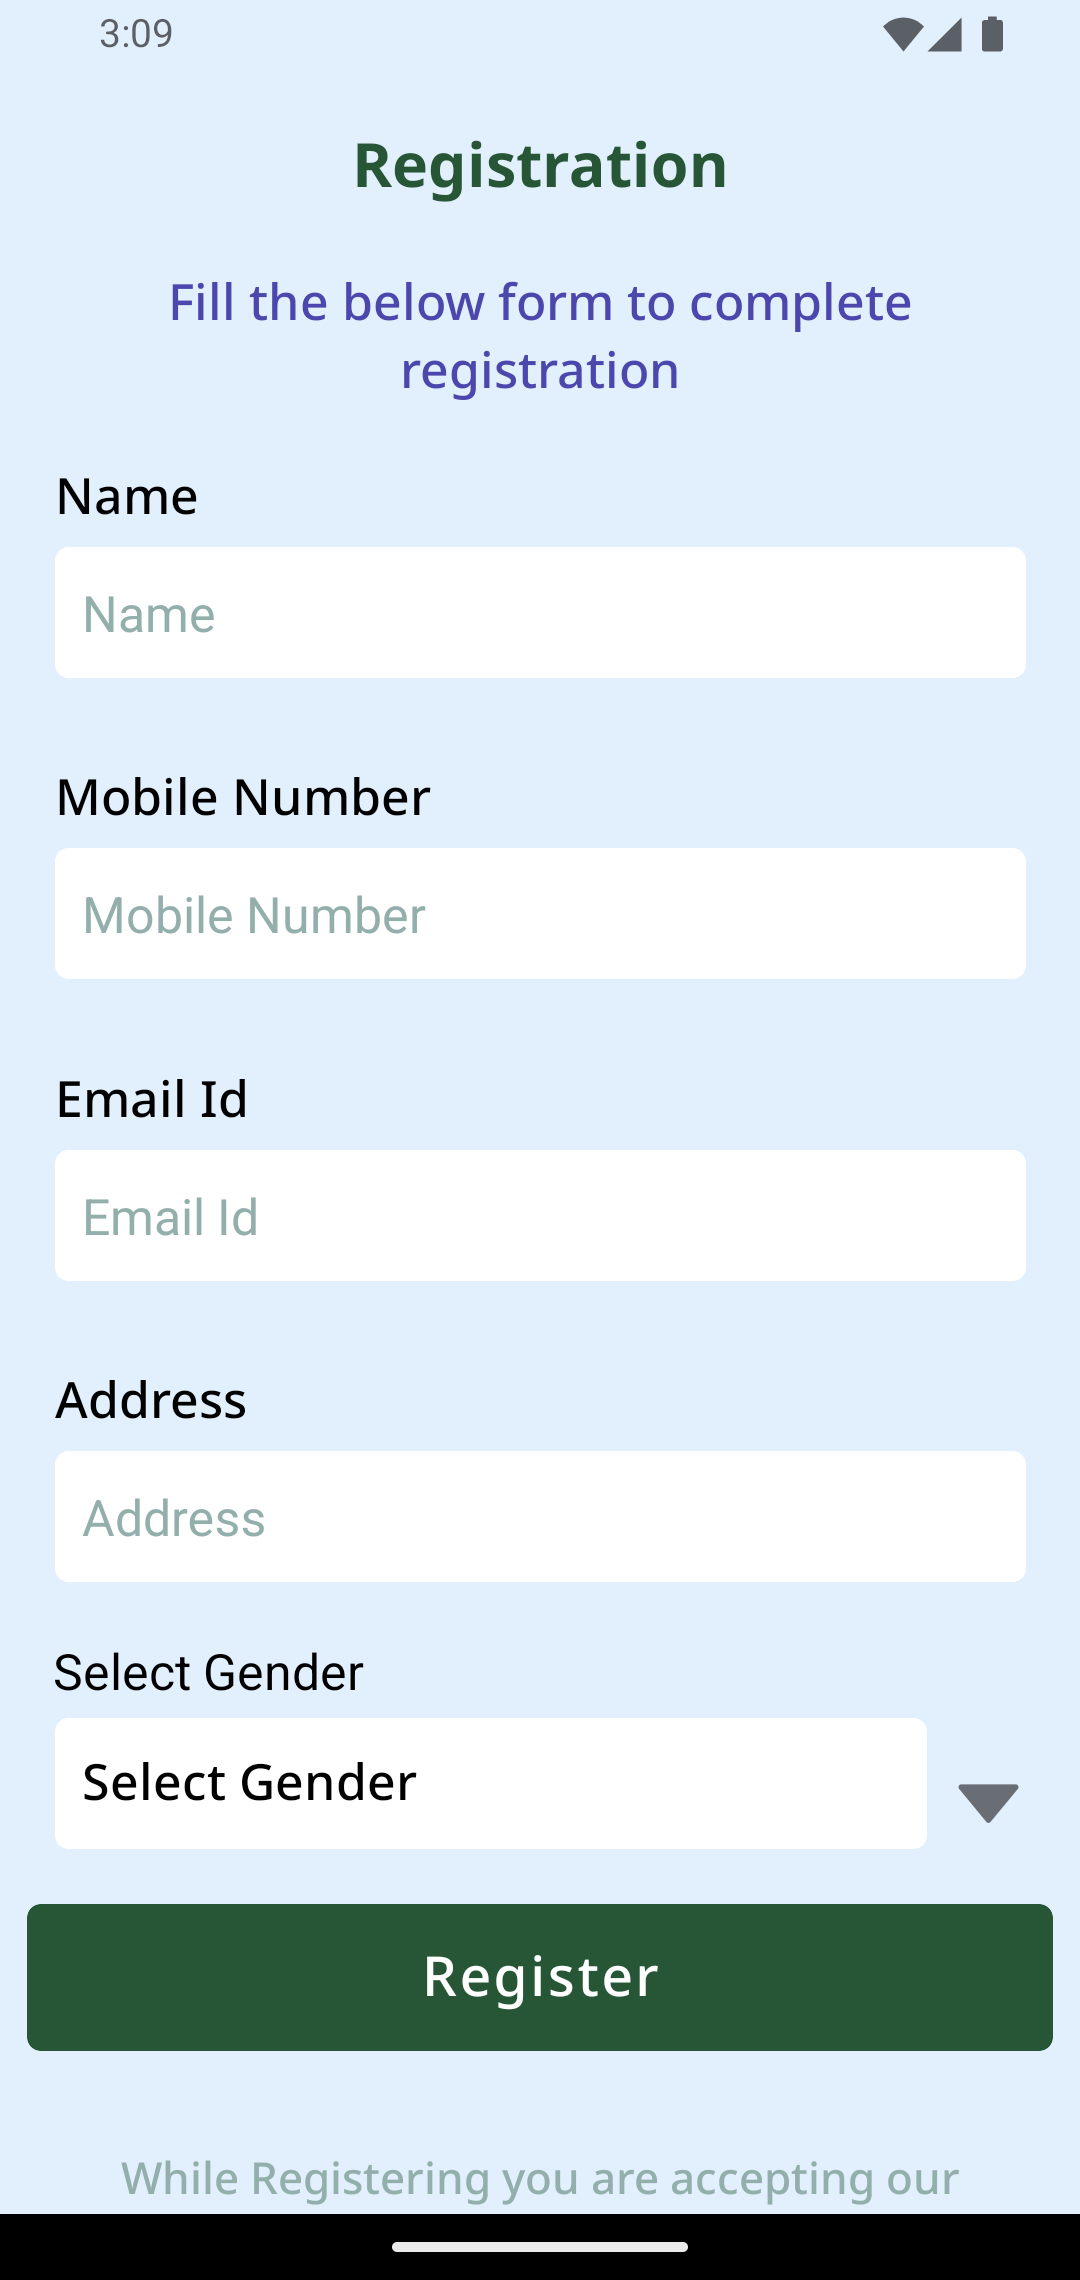 3:09
Registration
Fill the below form to complete
registration
Name
Name
Mobile Number
Mobile Number
Email Id
Email Id
Address
Address
Select Gender
Select Gender
Register
While Registering you are accepting our